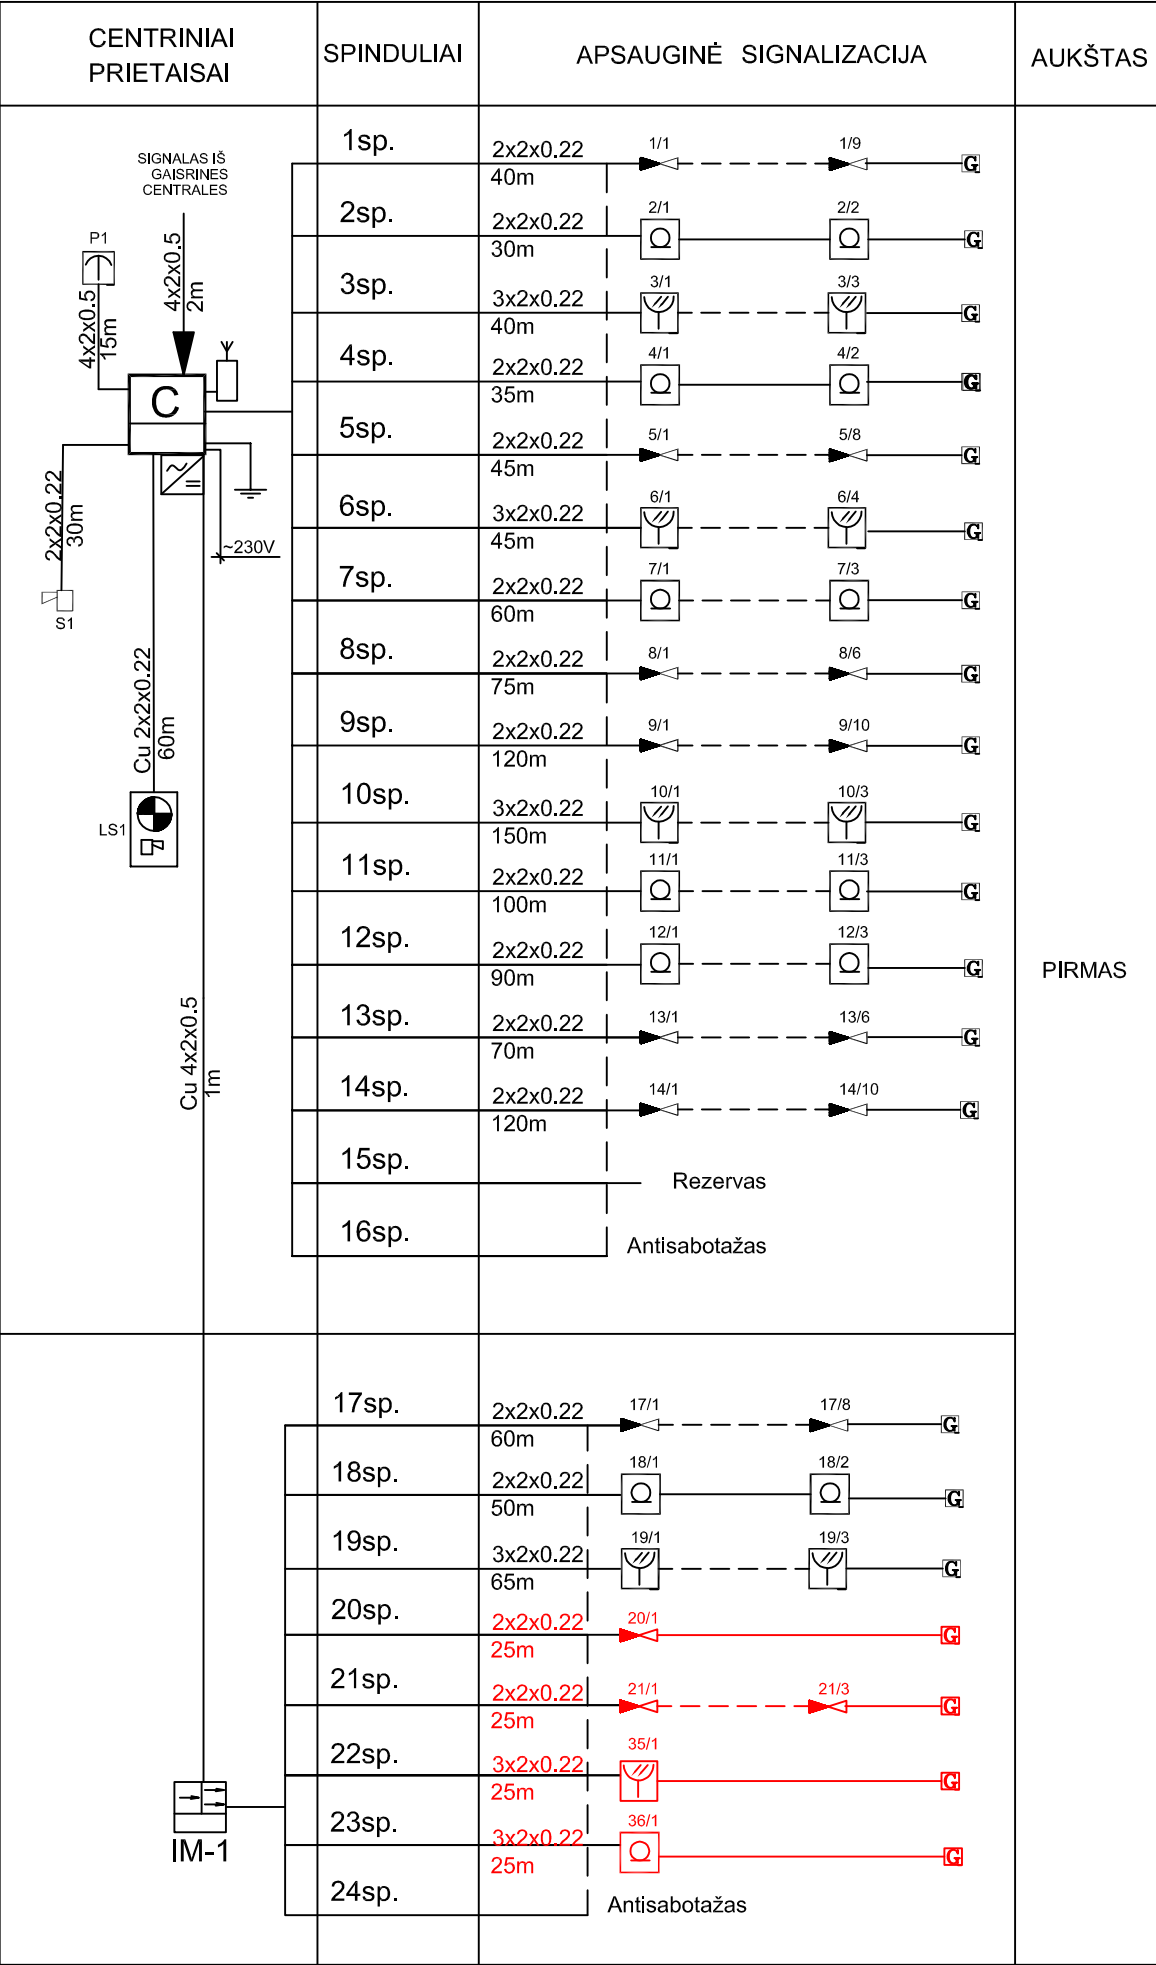 CENTRINIAI
PRIETAISAI
SPINDULIAI
APSAUGINĖ SIGNALIZACIJA
AUKŠTAS
SIGNALAS IŠ
GAISRINES
CENTRALES
P1
4x2x0.5
15m
4x2x0.5
2m
C
2x2x0.22
30m
S1
~230V
Cu 2x2x0.22
60m
LS1
Cu 4x2x0.5
1m
1sp.
2x2x0.22
40m
1/1
1/9
G
2sp.
2x2x0.22
30m
2/1
2/2
G
3sp.
3x2x0.22
40m
3/1
3/3
G
4sp.
2x2x0.22
35m
4/1
4/2
G
5sp.
2x2x0.22
45m
5/1
5/8
G
6sp.
3x2x0.22
45m
6/1
6/4
G
7sp.
2x2x0.22
60m
7/1
7/3
G
8sp.
2x2x0.22
75m
8/1
8/6
G
9sp.
2x2x0.22
120m
9/1
9/10
G
10sp.
3x2x0.22
150m
10/1
10/3
G
11sp.
2x2x0.22
100m
11/1
11/3
G
12sp.
2x2x0.22
90m
12/1
12/3
G
13sp.
2x2x0.22
70m
13/1
13/6
G
14sp.
2x2x0.22
120m
14/1
14/10
G
15sp.
Rezervas
16sp.
Antisabotažas
PIRMAS
IM-1
17sp.
2x2x0.22
60m
17/1
17/8
G
18sp.
2x2x0.22
50m
18/1
18/2
G
19sp.
3x2x0.22
65m
19/1
19/3
G
20sp.
2x2x0.22
25m
20/1
G
21sp.
2x2x0.22
25m
21/1
21/3
G
22sp.
3x2x0.22
25m
35/1
G
23sp.
3x2x0.22
25m
36/1
G
24sp.
Antisabotažas